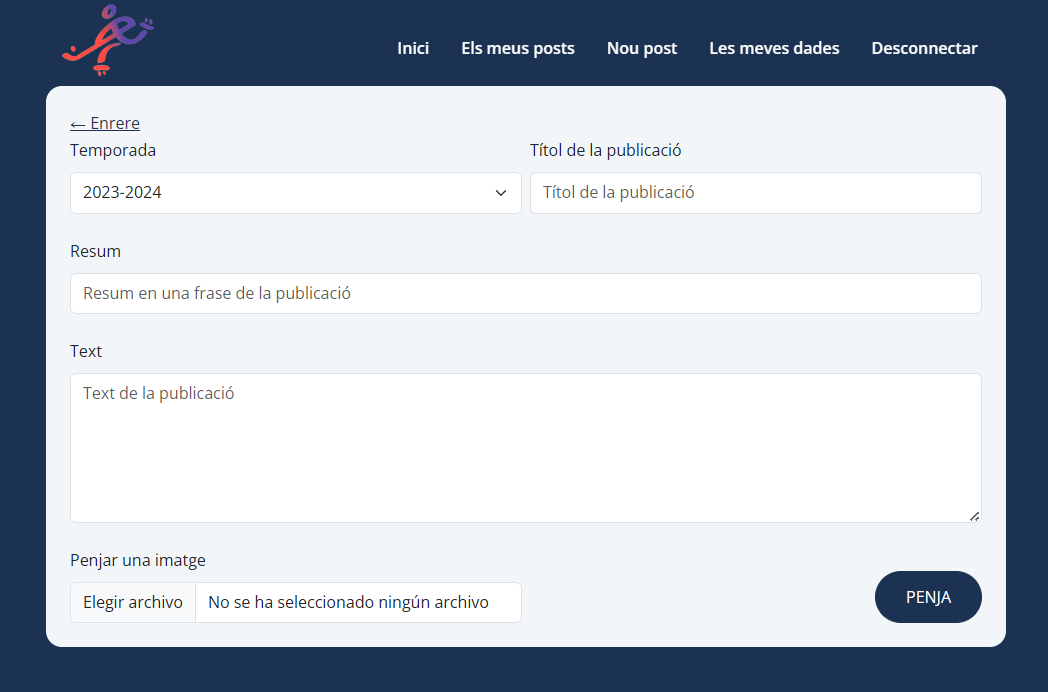 Inici Els meus posts Nou post Les meves dades Desconnectar
← Enrere
Temporada
Títol de la publicació
2023-2024
Títol de la publicació
Resum
Resum en una frase de la publicació
Text
Text de la publicació
Penjar una imatge
Elegir archivo No se ha seleccionado ningún archivo
PENJA